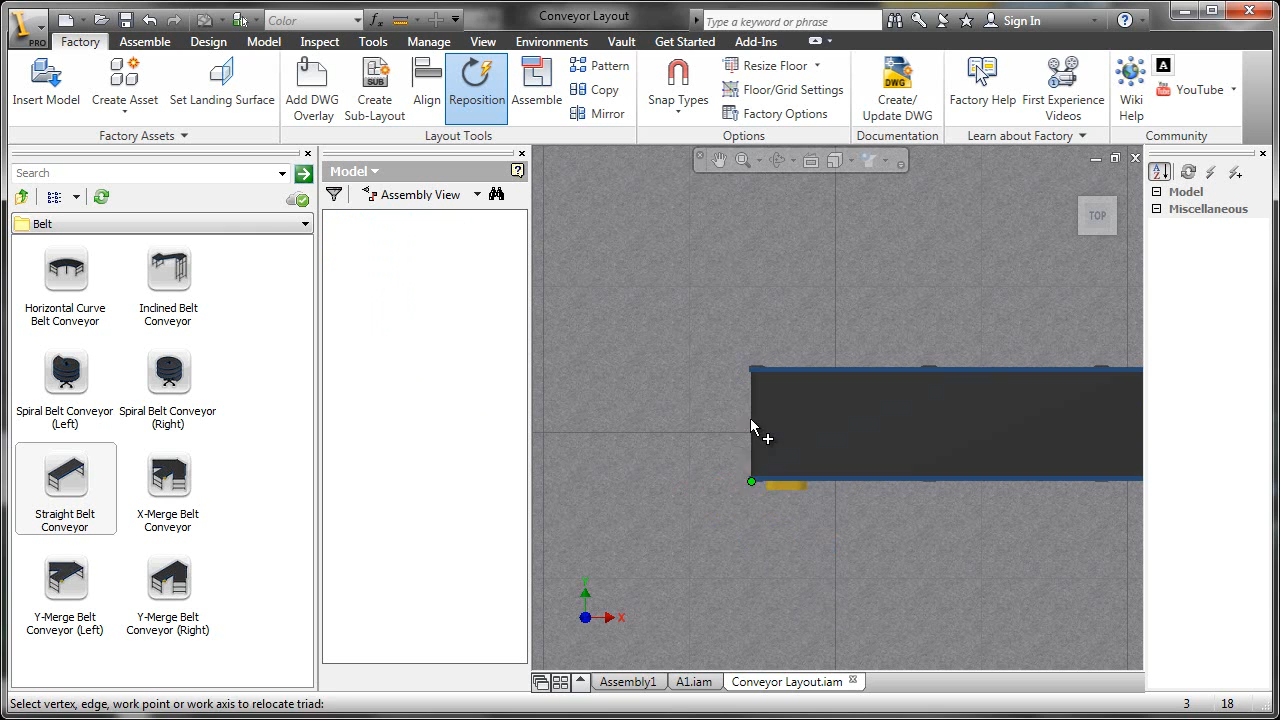 Color
Conveyor Layout
Type a keyword or phrase
Sign In
PRO
Factory
Assemble
Design
Model
Inspect
Tools
Manage
View
Environments
Vault
Get Started
Add-Ins
Create Asset
Set Landing Surface
Add DWG
Overlay
SUB
Create
Sub-Layout
Align
Assemble
Pattern
Copy
Mirror
Snap Types
Resize Floor
Floor/Grid Settings
Factory Options
DWG
Create/
Update DWG
Factory Help
First Experience
Videos
Wiki
Help
A
YouTube
Factory Assets
Layout Tools
Options
Documentation
Learn about Factory
Community
Search
Model
Assembly View
Belt
Horizontal Curve
Belt Conveyor
Inclined Belt
Conveyor
Spiral Belt Conveyor
(Left)
Spiral Belt Conveyor
(Right)
Straight Belt
Conveyor
X-Merge Belt
Conveyor
Y-Merge Belt
Conveyor (Left)
Y-Merge Belt
Conveyor (Right)
TOP
X
Model
Miscellaneous
Assembly1
A1.iam
Conveyor Layout.iam
Select vertex, edge, work point or work axis to relocate triad:
3
18